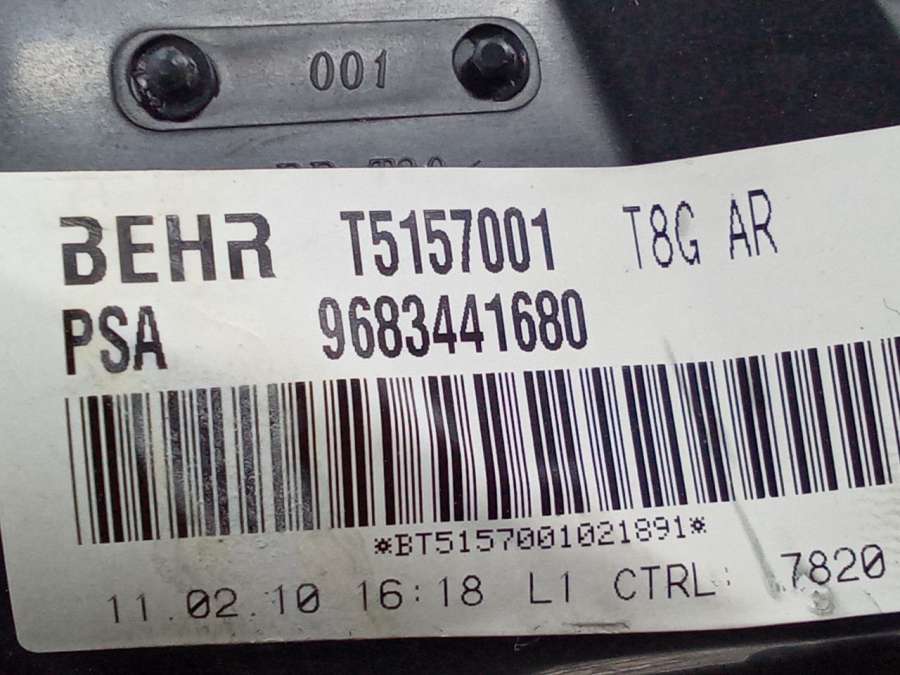 001
BEHR T5157001 T8G AR
PSA 9683441680
*BT5157001021891*
11.02.10 16:18 L1 CTRL: 7820